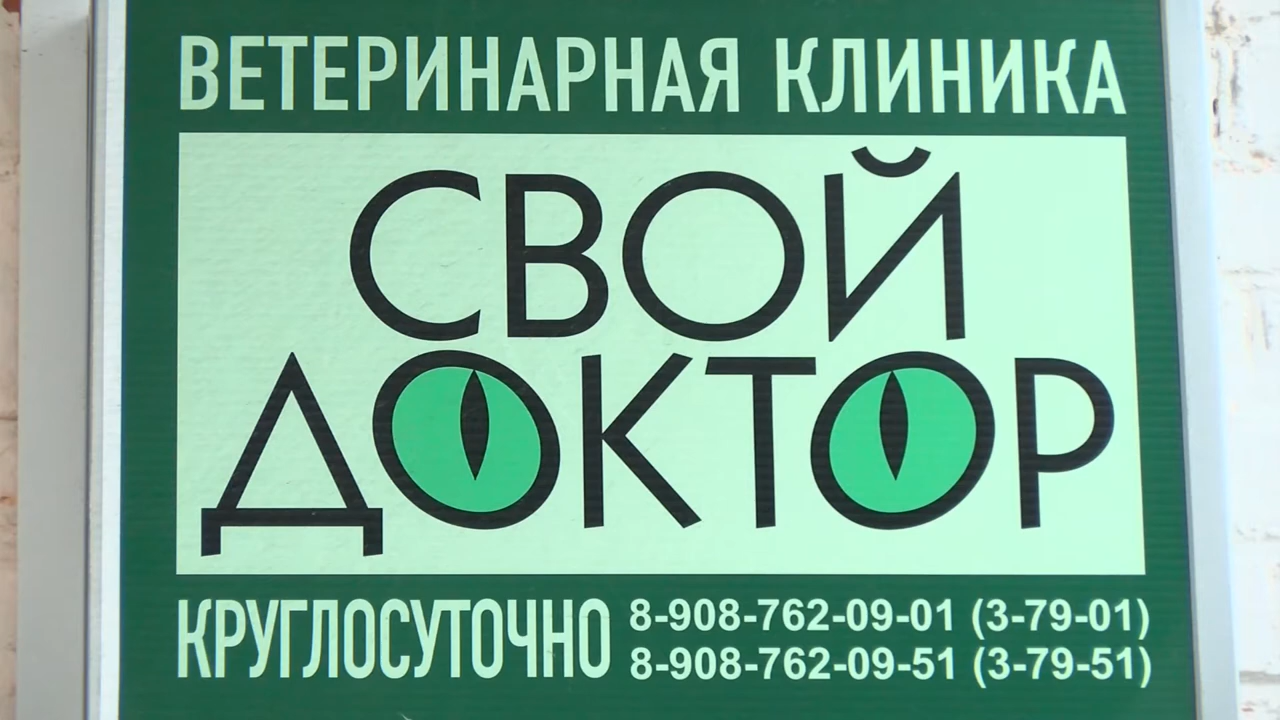 ВЕТЕРИНАРНАЯ КЛИНИКА
СВОЙ
ДОКТОР
КРУГЛОСУТОЧНО
8-908-762-09-01 (3-79-01)
8-908-762-09-51 (3-79-51)